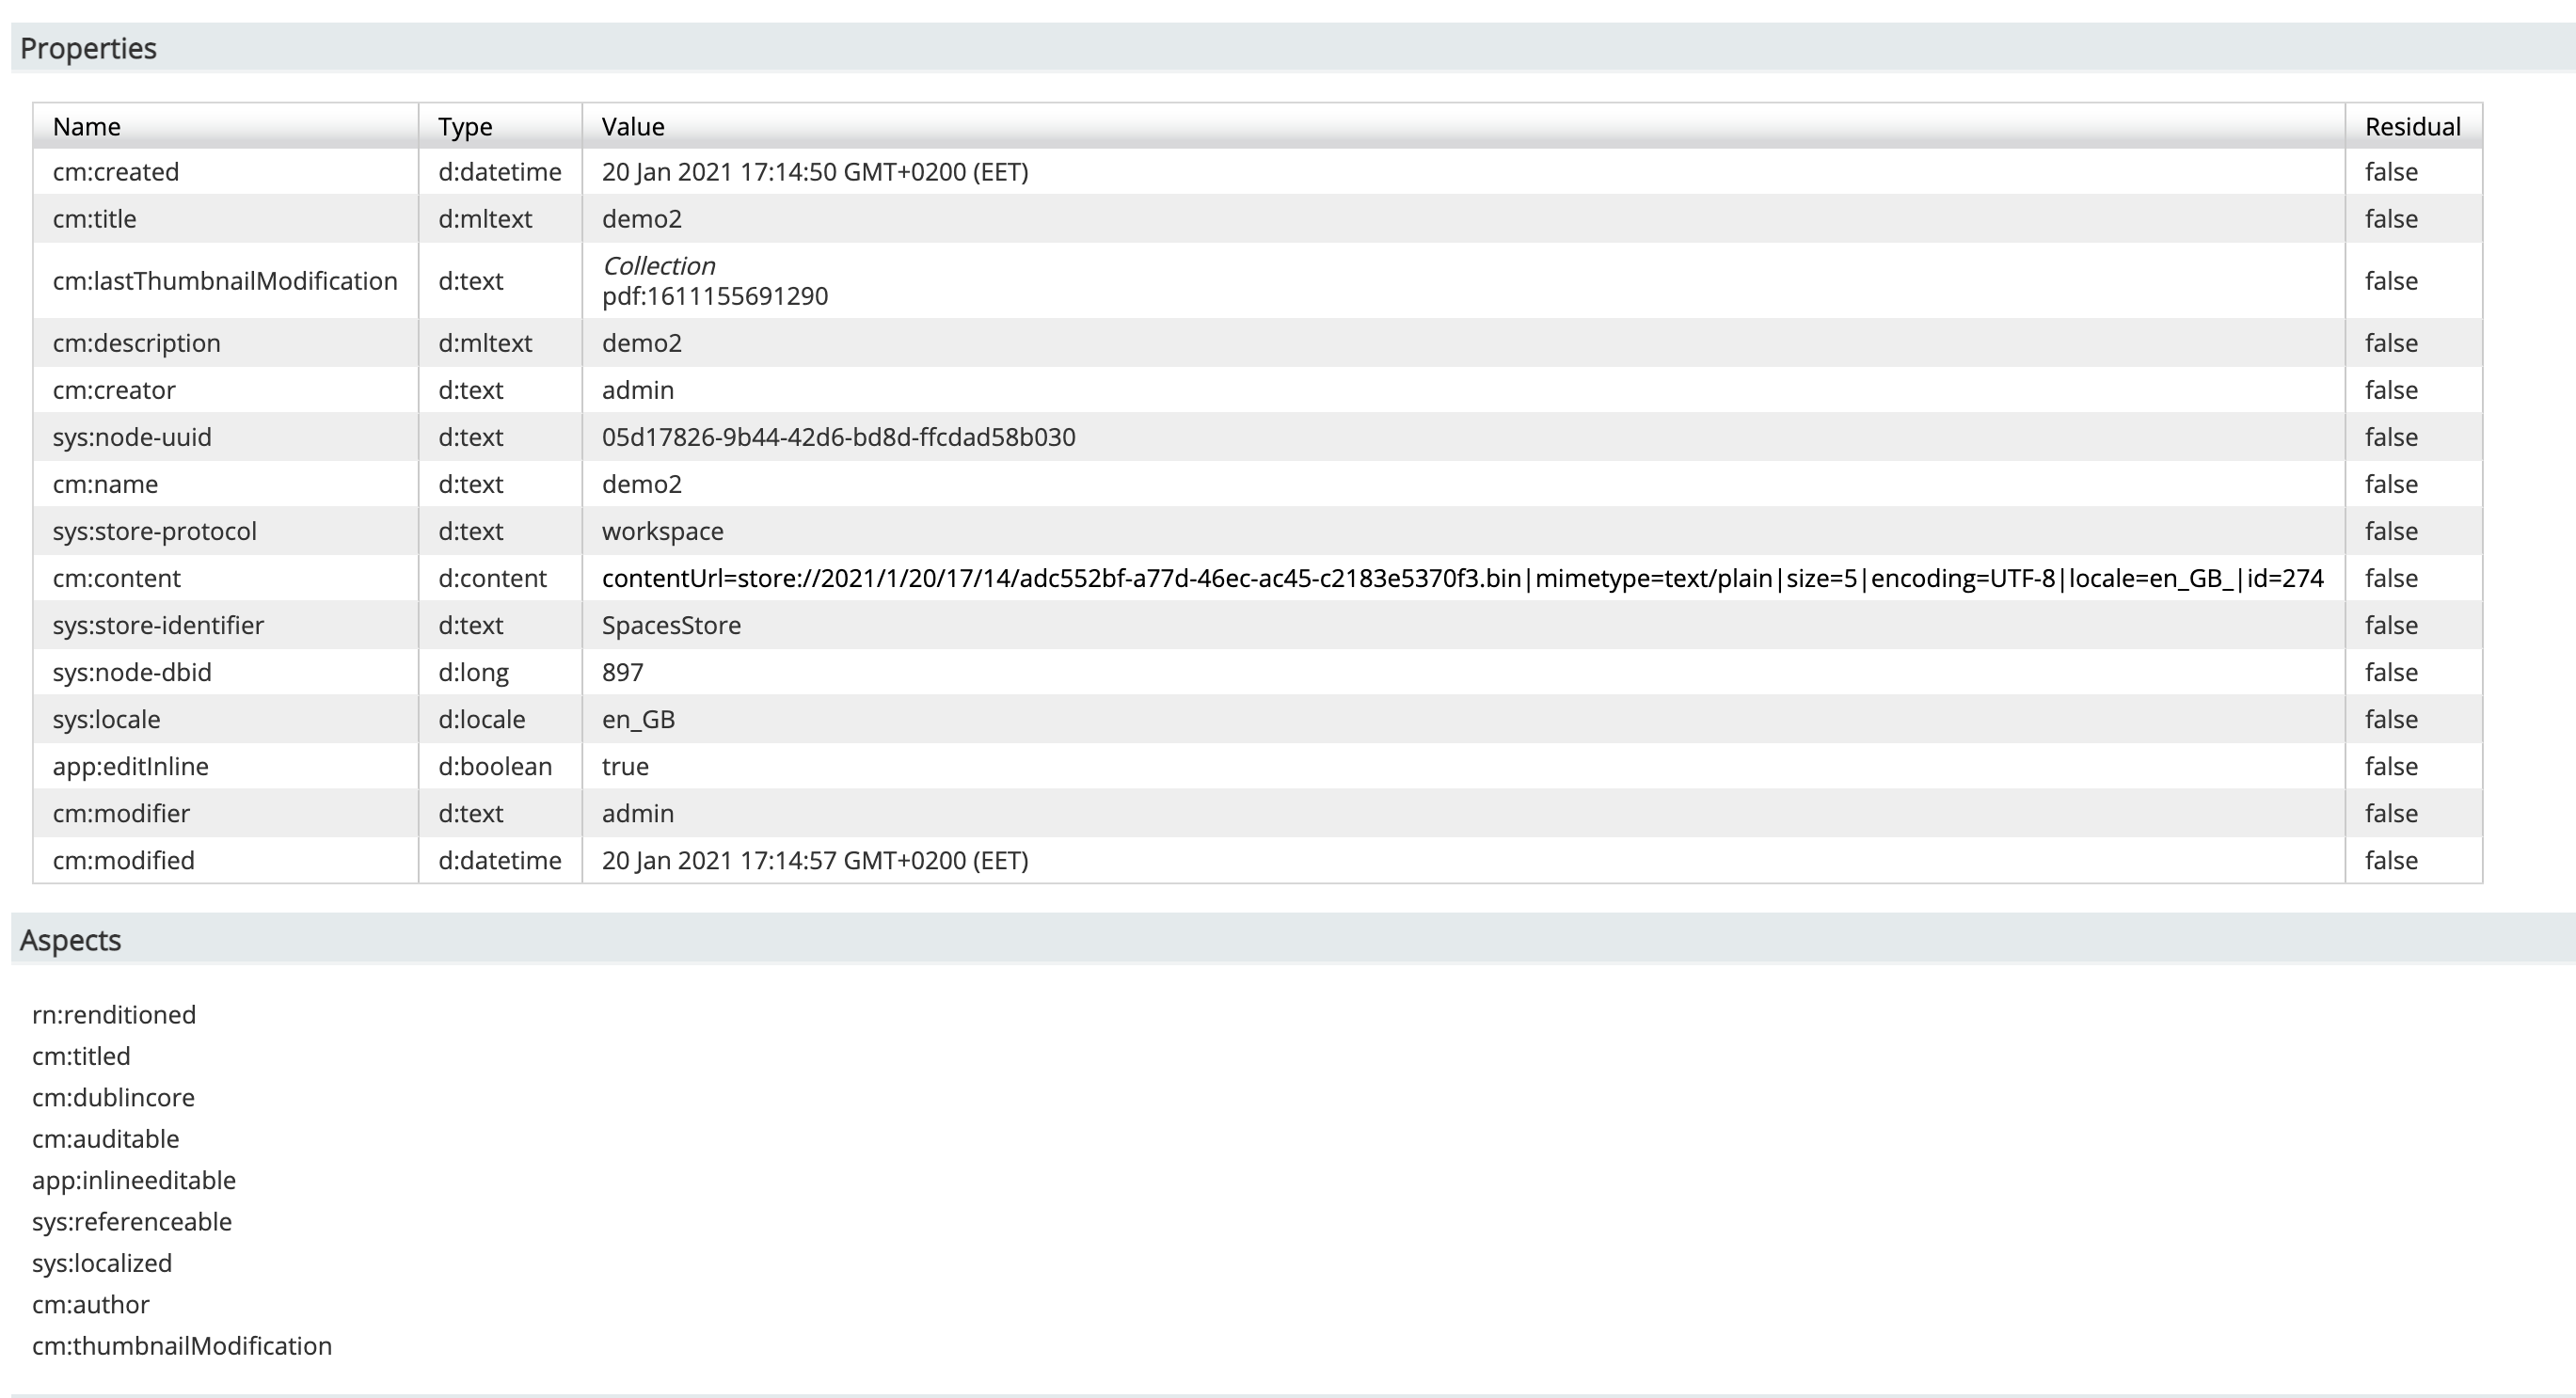 Properties
Name Type Value Residual
cm:created d:datetime 20 Jan 2021 17:14:50 GMT+0200 (EET) false
cm:title d:mltext demo2 false
cm:lastThumbnailModification d:text Collection false
pdf:1611155691290
cm:description d:mltext demo2 false
cm:creator d:text admin false
sys:node-uuid d:text 05d17826-9b44-42d6-bd8d-ffcdad58b030 false
cm:name d:text demo2 false
sys:store-protocol d:text workspace false
cm:content d:content contentUrl=store://2021/1/20/17/14/adc552bf-a77d-46ec-ac45-c2183e5370f3.bin|mimetype=text/plain|size=5|encoding=UTF-8|locale=en_GB_|id=274 false
sys:store-identifier d:text SpacesStore false
sys:node-dbid d:long 897 false
sys:locale d:locale en_GB false
app:editInline d:boolean true false
cm:modifier d:text admin false
cm:modified d:datetime 20 Jan 2021 17:14:57 GMT+0200 (EET) false
Aspects
rn:renditioned
cm:titled
cm:dublincore
cm:auditable
app:inlineeditable
sys:referenceable
sys:localized
cm:author
cm:thumbnailModification